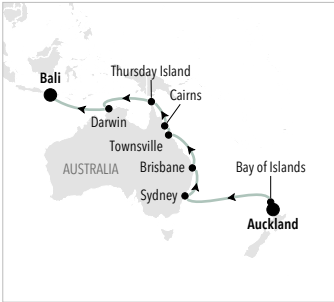 Bali
Thursday Island
Cairns
Darwin
Townsville
AUSTRALIA
Brisbane
Bay of Islands
Sydney
Auckland